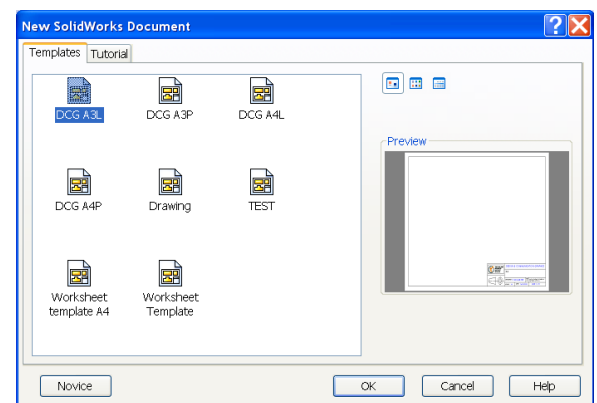 New SolidWorks Document
Templates Tutorial
DCG A3L DCG A3P DCG A4L
Preview
DCG A4P Drawing TEST
Worksheet template A4 Worksheet Template
Novice OK Cancel Help